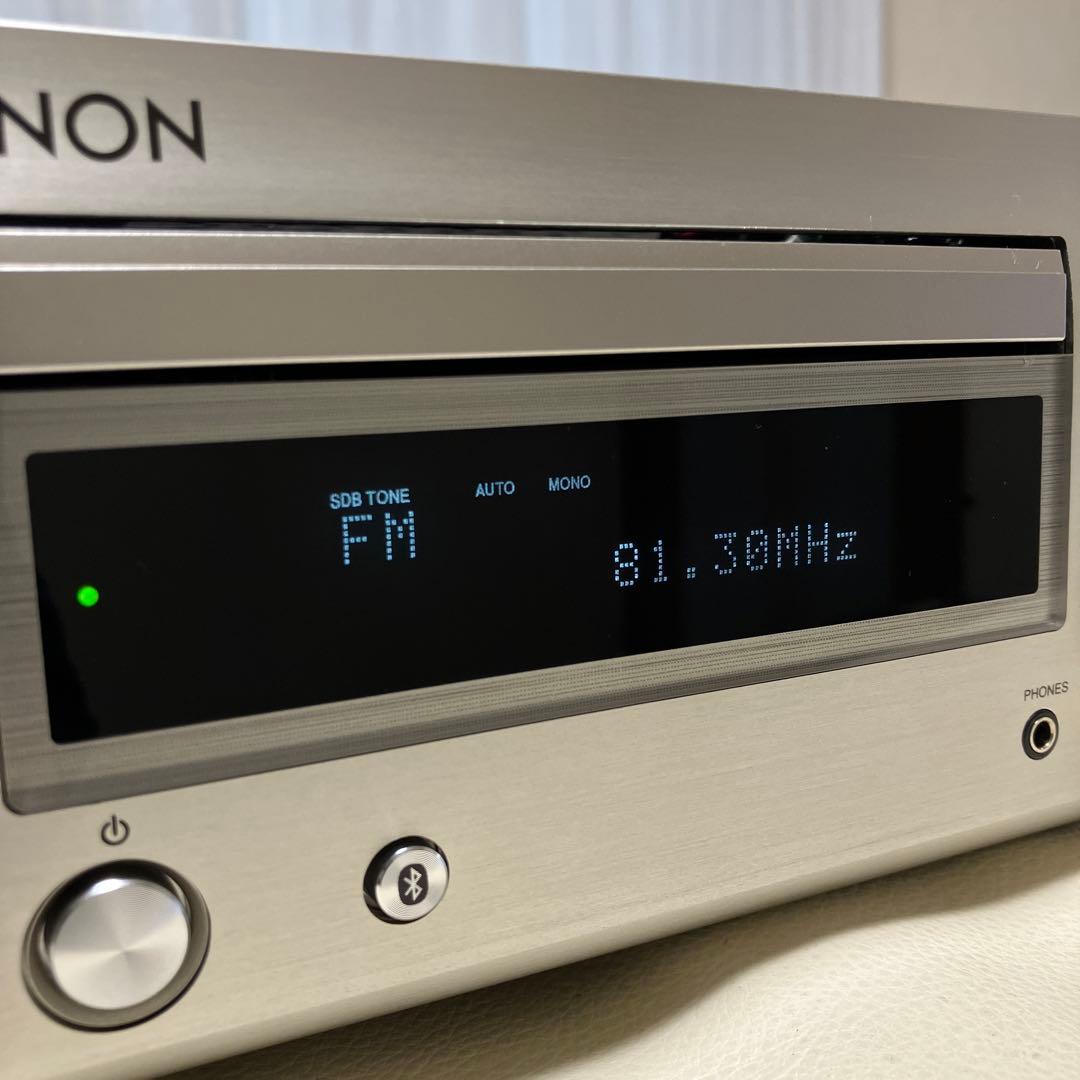 NON
SDB TONE AUTO MONO
FM 81.30MHz
PHONES